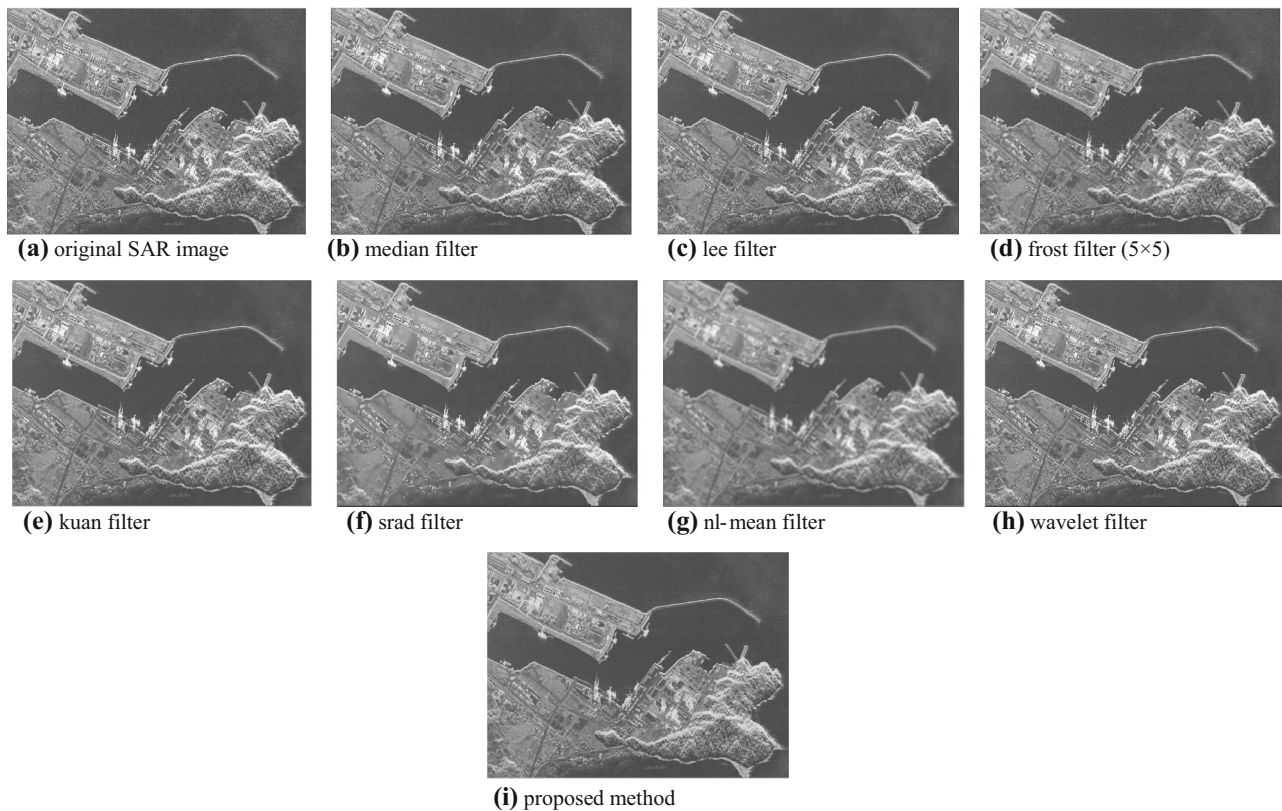 (a) original SAR image
(b) median filter
(c) lee filter
(d) frost filter (5×5)
(e) kuan filter
(f) srad filter
(g) nl-mean filter
(h) wavelet filter
(i) proposed method